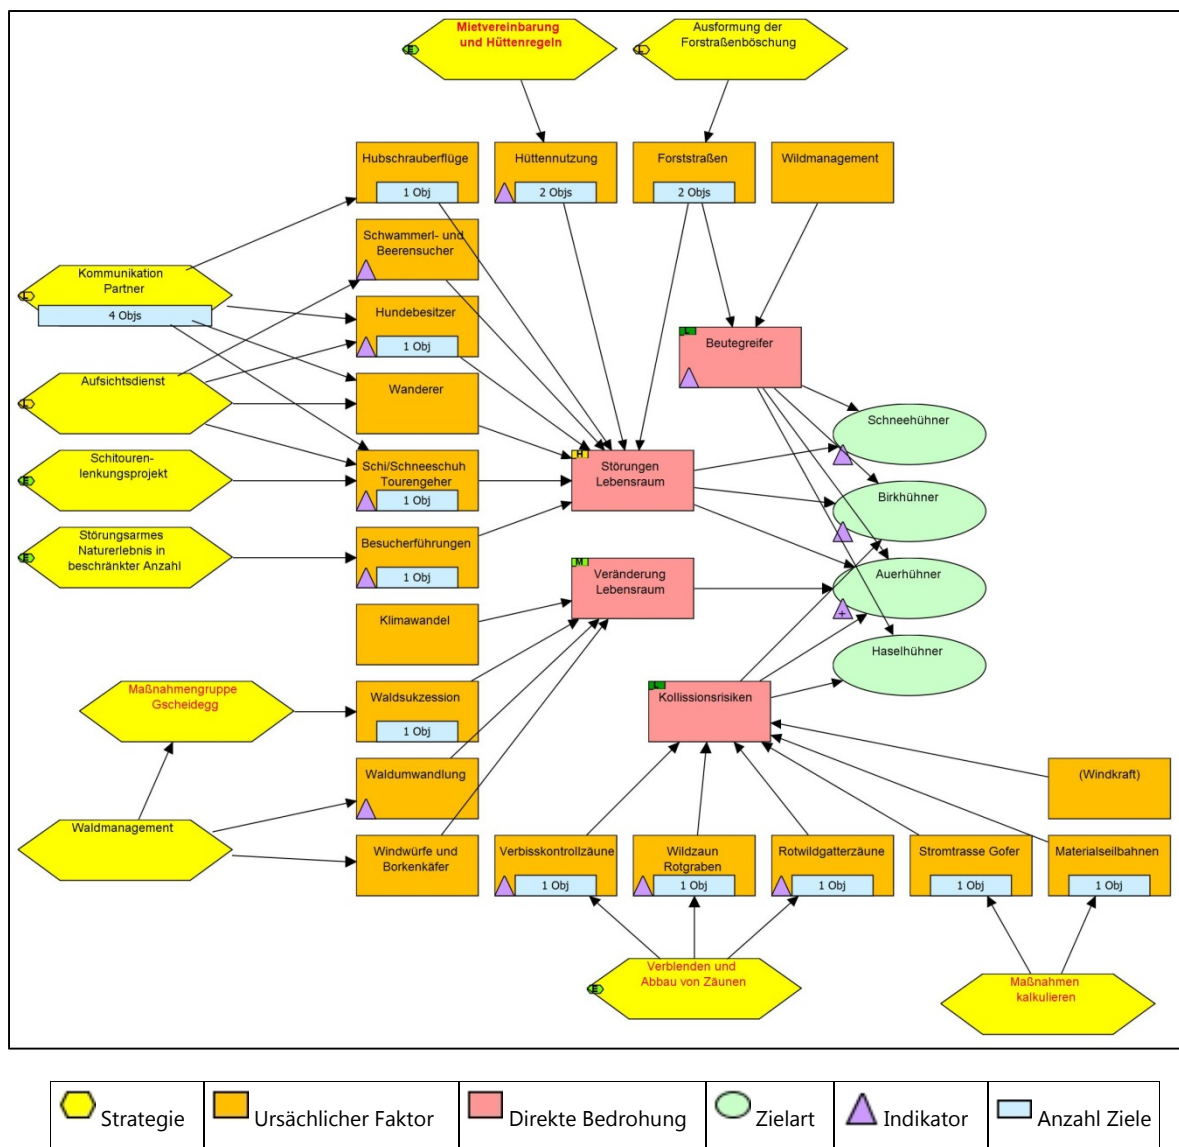 Mietvereinbarung
und Hüttenregeln
E
Ausformung der
Forstraßenböschung
L
Hubschrauberflüge
1 Obj
Hüttennutzung
2 Objs
Forststraßen
2 Objs
Wildmanagement
Schwammerl- und
Beerensucher
Kommunikation
Partner
L
4 Objs
Hundebesitzer
1 Obj
L
Beutegreifer
Aufsichtsdienst
L
Wanderer
Schneehühner
Schitouren-
lenkungsprojekt
E
Schi/Schneeschuh
Tourengeher
1 Obj
H
Störungen
Lebensraum
Birkhühner
Störungsarmes
Naturerlebnis in
beschränkter Anzahl
E
Besucherführungen
1 Obj
M
Veränderung
Lebensraum
Auerhühner
+
Klimawandel
Haselhühner
Maßnahmengruppe
Gscheidegg
Waldsukzession
1 Obj
L
Kollissionsrisiken
Waldumwandlung
(Windkraft)
Waldmanagement
Windwürfe und
Borkenkäfer
Verbisskontrollzäune
1 Obj
Wildzaun
Rotgraben
1 Obj
Rotwildgatterzäune
1 Obj
Stromtrasse Gofer
1 Obj
Materialseilbahnen
1 Obj
Verblenden und
Abbau von Zäunen
E
Maßnahmen
kalkulieren
Strategie
Ursächlicher Faktor
Direkte Bedrohung
Zielart
Indikator
Anzahl Ziele